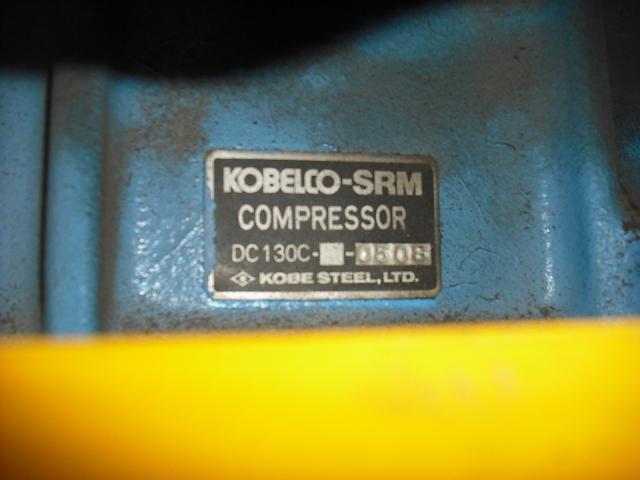 KOBELCO-SRM
COMPRESSOR
DC130C-
KOBE STEEL, LTD.